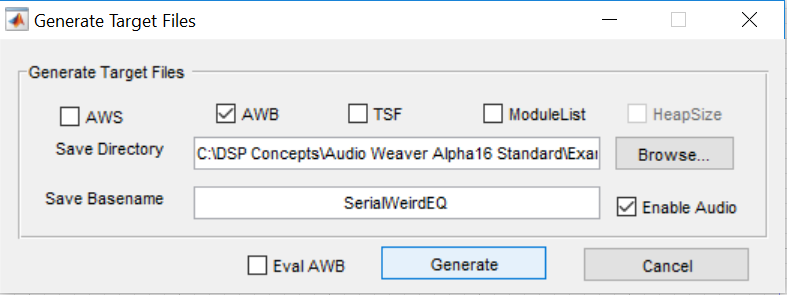 Generate Target Files
Generate Target Files
AWS AWB TSF ModuleList HeapSize
Save Directory C:\DSP Concepts\Audio Weaver Alpha16 Standard\Exar Browse...
Save Basename SerialWeirdEQ Enable Audio
Eval AWB Generate Cancel